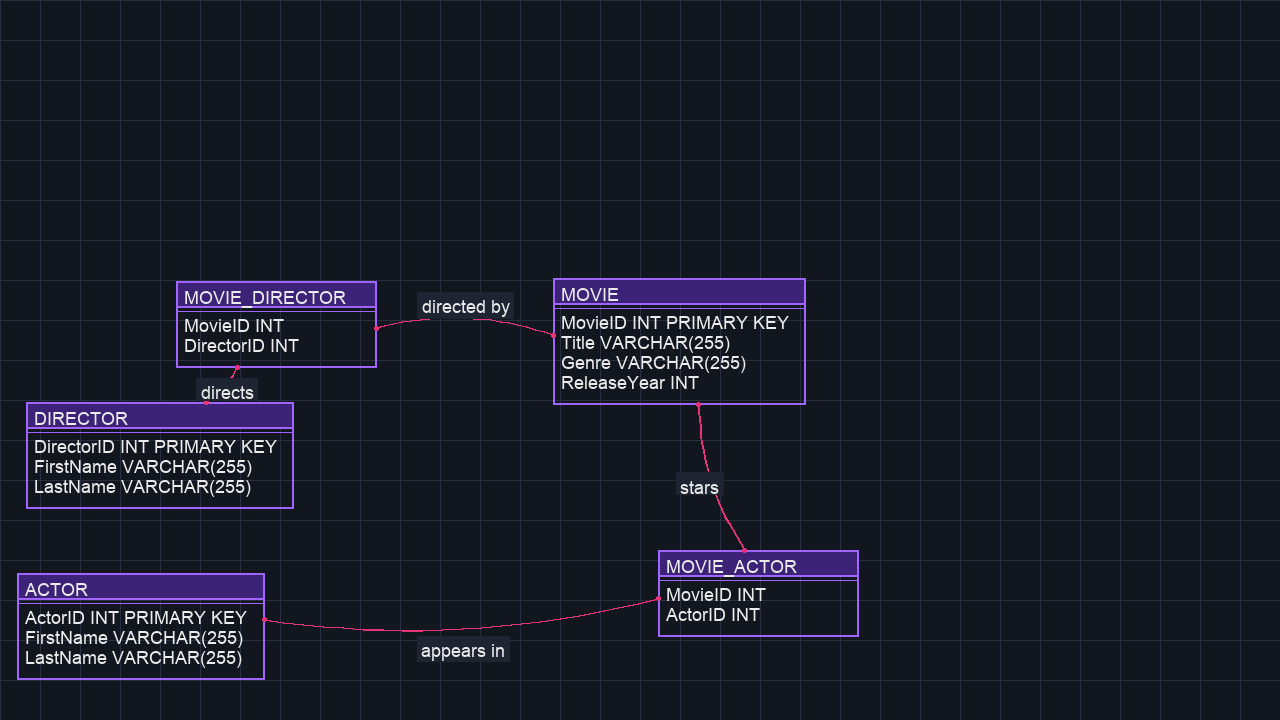 MOVIE_DIRECTOR
MovieID INT
DirectorID INT
directed by
MOVIE
MovieID INT PRIMARY KEY
Title VARCHAR(255)
Genre VARCHAR(255)
ReleaseYear INT
directs
DIRECTOR
DirectorID INT PRIMARY KEY
FirstName VARCHAR(255)
LastName VARCHAR(255)
stars
MOVIE_ACTOR
MovieID INT
ActorID INT
ACTOR
ActorID INT PRIMARY KEY
FirstName VARCHAR(255)
LastName VARCHAR(255)
appears in